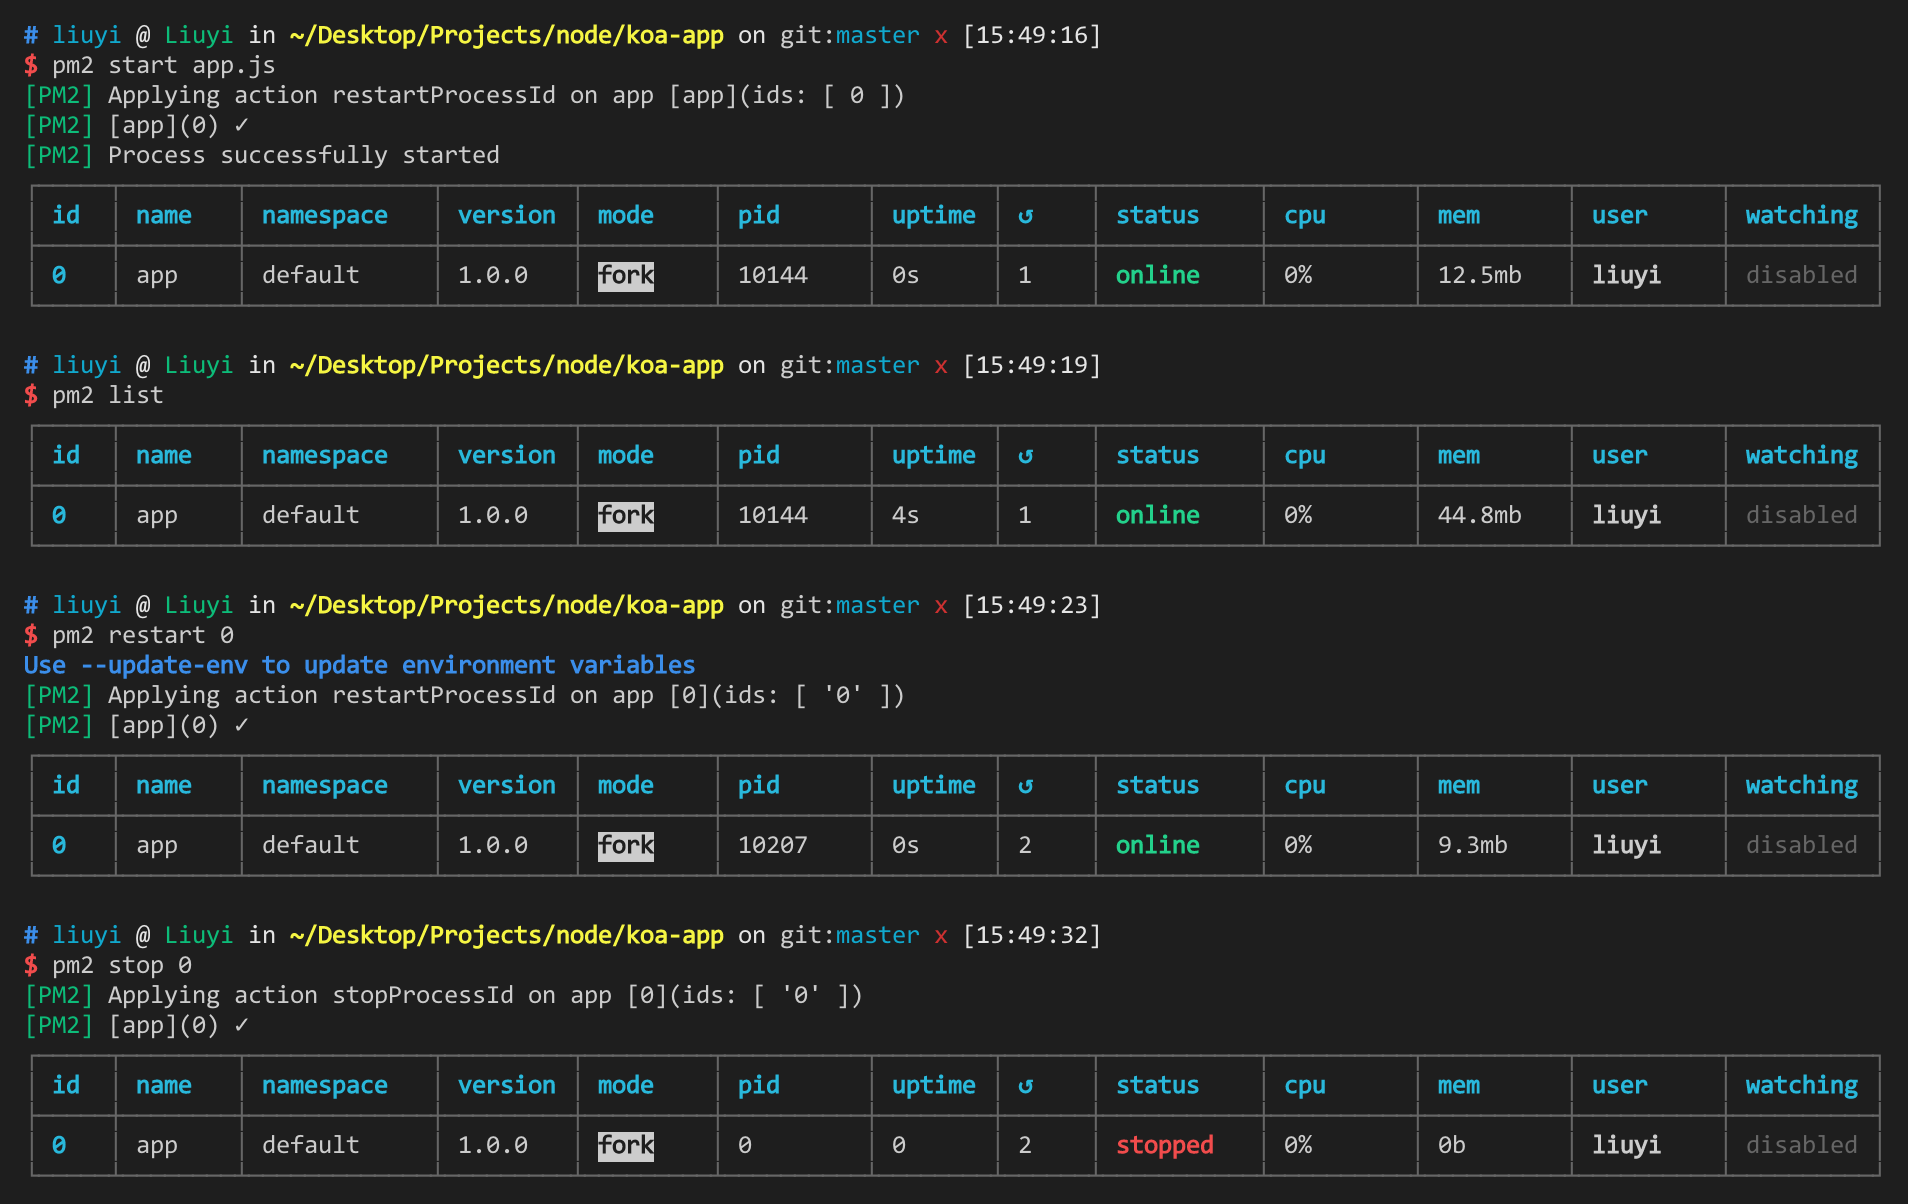 # liuyi @ Liuyi in ~/Desktop/Projects/node/koa-app on git:master x [15:49:16]
$ pm2 start app.js
[PM2] Applying action restartProcessId on app [app](ids: [ 0 ])
[PM2] [app](0) ✓
[PM2] Process successfully started
id name namespace version mode pid uptime ↺ status cpu mem user watching
0 app default 1.0.0 fork 10144 0s 1 online 0% 12.5mb liuyi disabled
# liuyi @ Liuyi in ~/Desktop/Projects/node/koa-app on git:master x [15:49:19]
$ pm2 list
id name namespace version mode pid uptime ↺ status cpu mem user watching
0 app default 1.0.0 fork 10144 4s 1 online 0% 44.8mb liuyi disabled
# liuyi @ Liuyi in ~/Desktop/Projects/node/koa-app on git:master x [15:49:23]
$ pm2 restart 0
Use --update-env to update environment variables
[PM2] Applying action restartProcessId on app [0](ids: [ '0' ])
[PM2] [app](0) ✓
id name namespace version mode pid uptime ↺ status cpu mem user watching
0 app default 1.0.0 fork 10207 0s 2 online 0% 9.3mb liuyi disabled
# liuyi @ Liuyi in ~/Desktop/Projects/node/koa-app on git:master x [15:49:32]
$ pm2 stop 0
[PM2] Applying action stopProcessId on app [0](ids: [ '0' ])
[PM2] [app](0) ✓
id name namespace version mode pid uptime ↺ status cpu mem user watching
0 app default 1.0.0 fork 0 0 2 stopped 0% 0b liuyi disabled